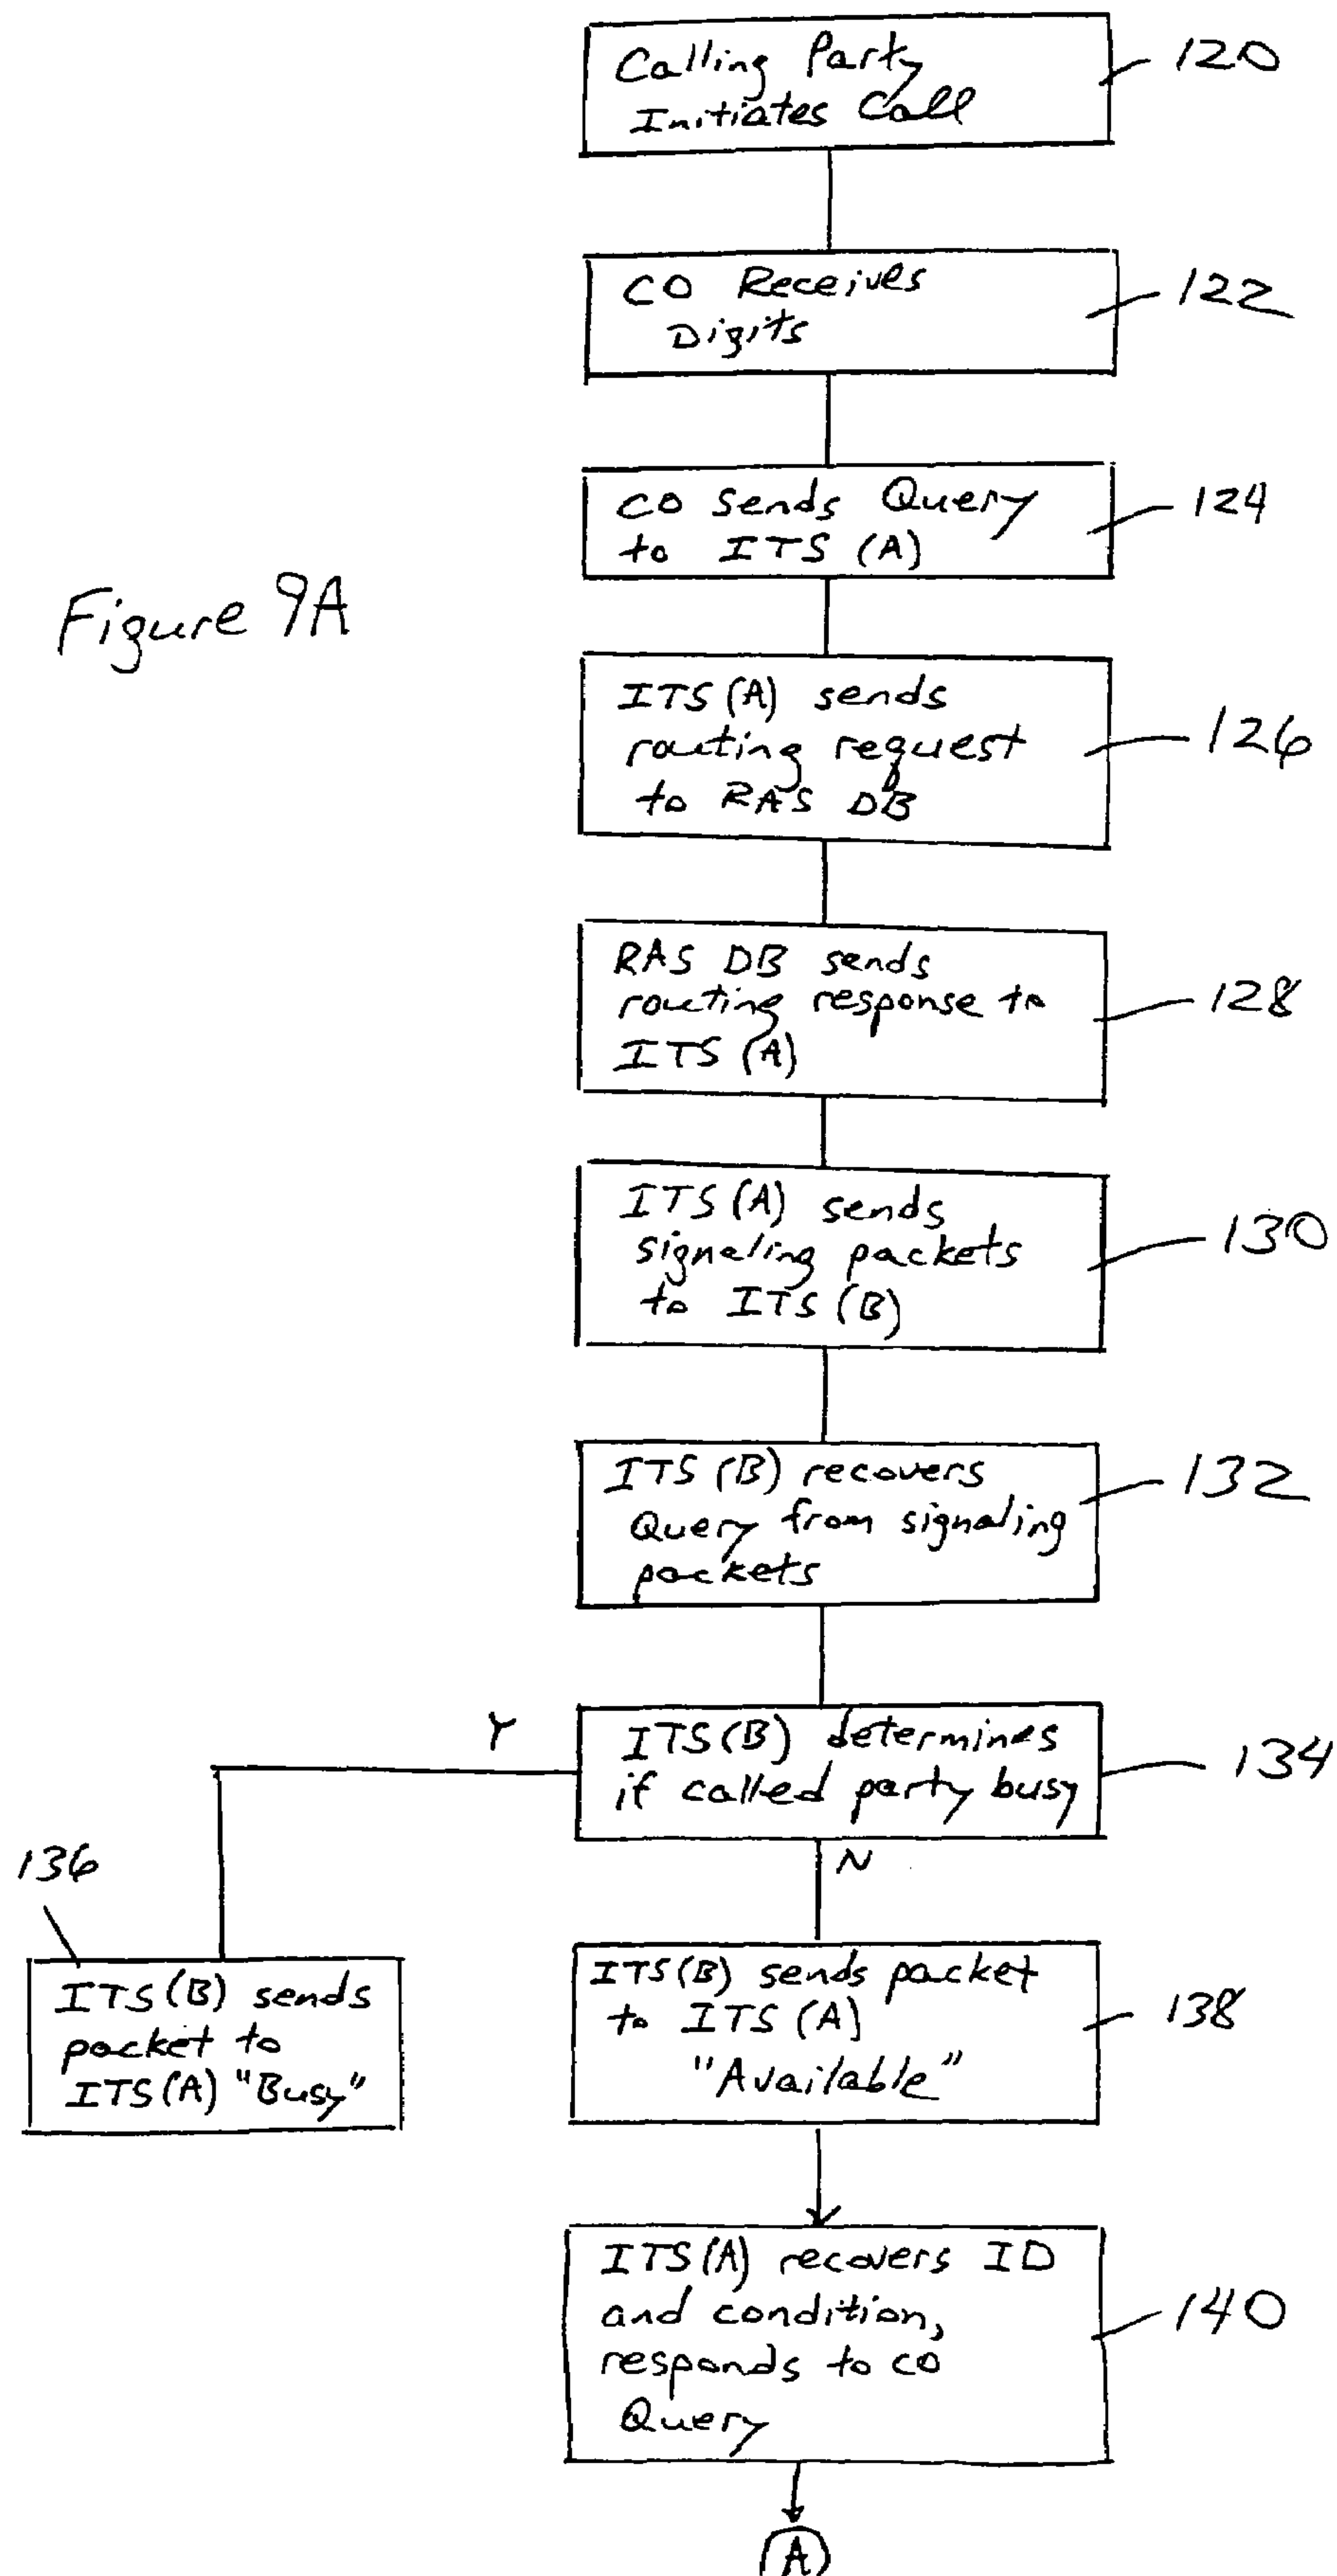 Calling Party
Initiates Call
120
CO Receives
Digits
122
CO Sends Query
to ITS (A)
124
Figure 9A
ITS (A) sends
routing request
to RAS DB
126
RAS DB sends
routing response to
ITS (A)
128
ITS (A) sends
signaling packets
to ITS (B)
130
ITS (B) recovers
Query from signaling
packets
132
Y
ITS (B) determines
if called party busy
134
N
136
ITS (B) sends
packet to
ITS (A) "Busy"
ITS (B) sends packet
to ITS (A)
"Available"
138
ITS (A) recovers ID
and condition,
responds to CO
Query
140
A